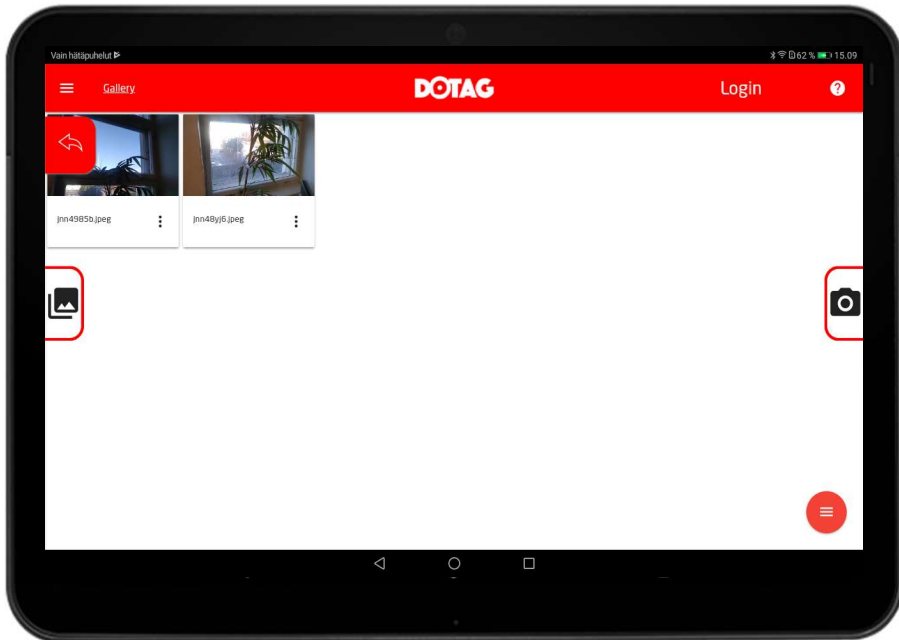 Vain hätäpuhelut 62 % 15.09
Gallery DOTAG Login ?
jnn4985b.jpeg jnn48yj6.jpeg